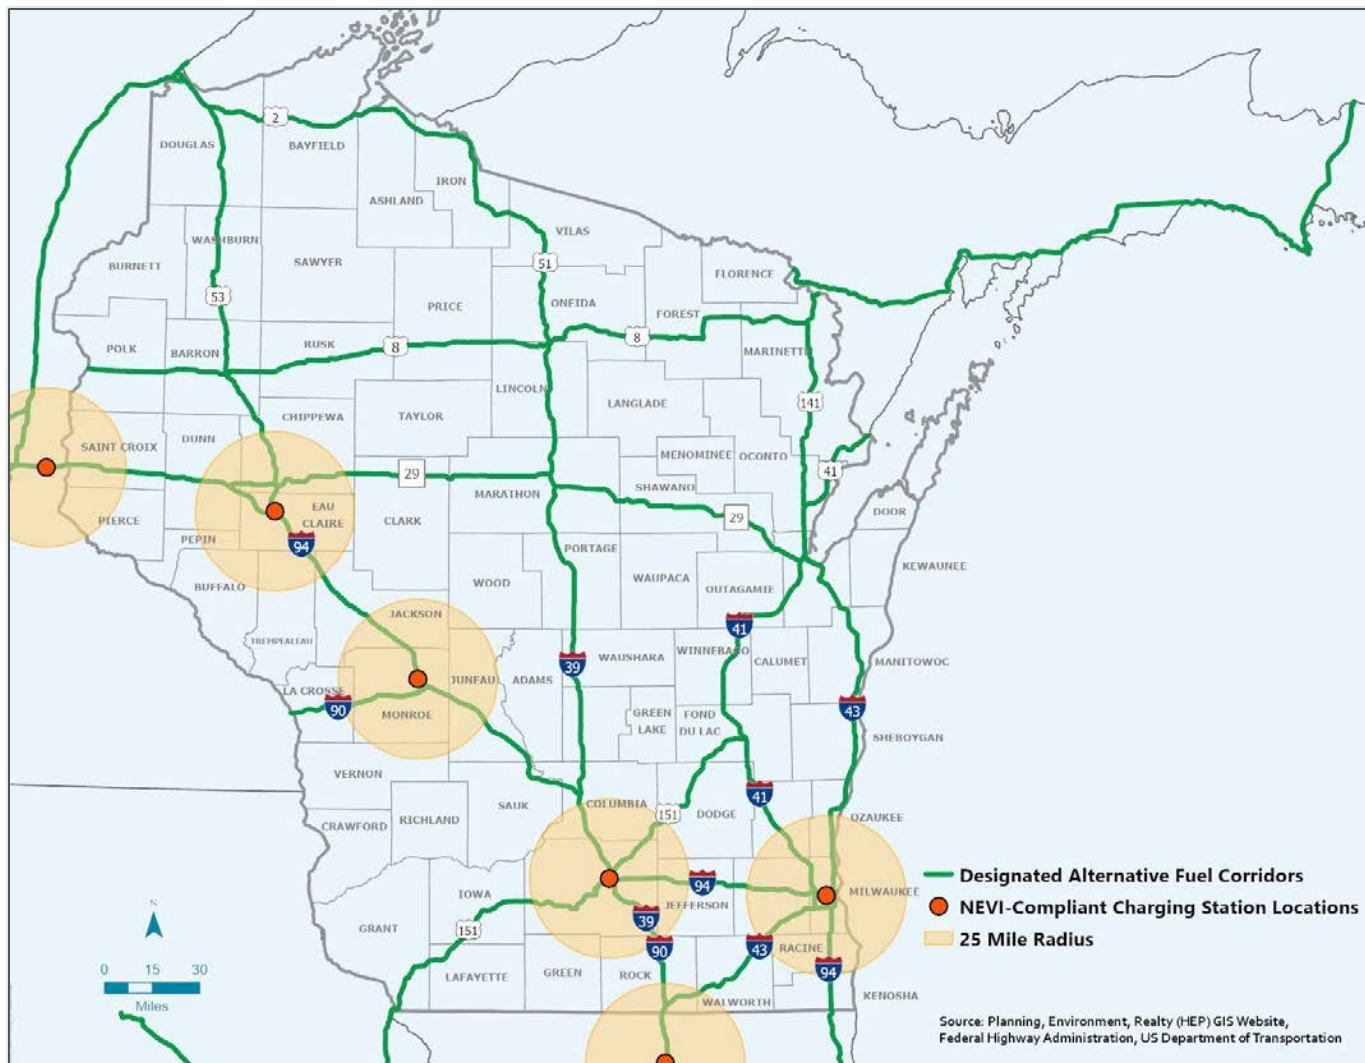 2
DOUGLAS
BAYFIELD
IRON
ASHLAND
VILAS
WASHBURN
51
BURNETT
SAWYER
FLORENCE
53
PRICE
ONEIDA
FOREST
POLK
BARRON
RUSK
8
8
MARINETTE
LINCOLN
141
CHIPPEWA
TAYLOR
LANGLADE
SAINT CROIX
DUNN
MENOMINEE
OCONTO
41
29
MARATHON
SHAWANO
PIERCE
EAU
CLAIRE
CLARK
29
DOOR
PEPIN
94
PORTAGE
KEWAUNEE
BUFFALO
WOOD
WAUPACA
OUTAGAMIE
JACKSON
41
TREMPEALEAU
WAUSHARA
WINNEBAGO
CALUMET
MANITOWOC
39
LA CROSSE
JUNEAU
ADAMS
90
MONROE
GREEN
LAKE
FOND
DU LAC
43
SHEBOYGAN
VERNON
SAUK
COLUMBIA
41
151
DODGE
OZAUKEE
CRAWFORD
RICHLAND
IOWA
94
MILWAUKEE
JEFFERSON
GRANT
151
39
90
43
RACINE
LAFAYETTE
GREEN
ROCK
WALWORTH
94
KENOSHA
Designated Alternative Fuel Corridors
NEVI-Compliant Charging Station Locations
25 Mile Radius
N
0 15 30
Miles
Source: Planning, Environment, Realty (HEP) GIS Website,
Federal Highway Administration, US Department of Transportation